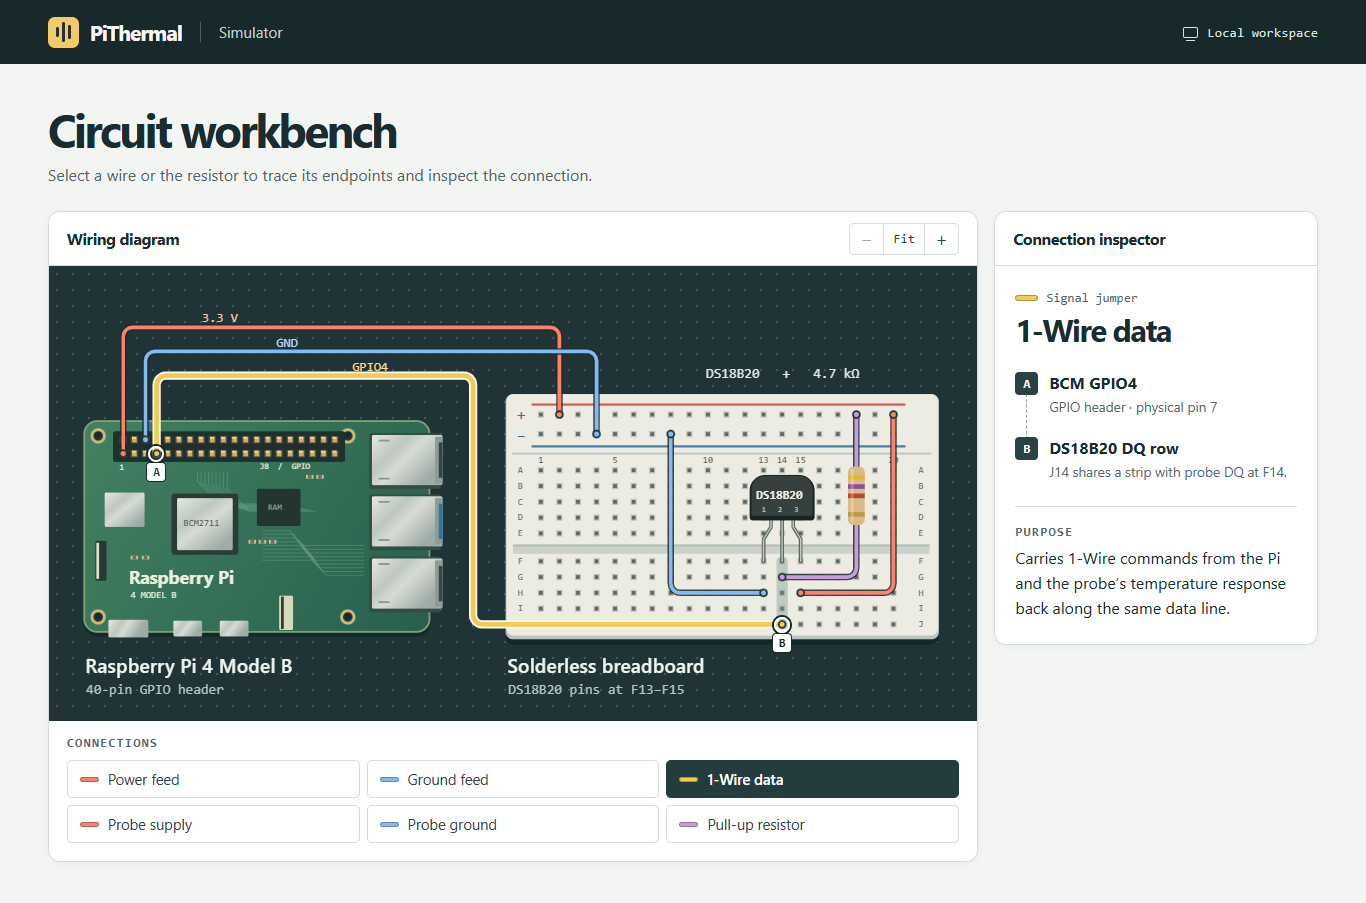 PiThermal
Simulator
Local workspace
Circuit workbench
Select a wire or the resistor to trace its endpoints and inspect the connection.
Wiring diagram
− Fit +
3.3 V
GND
GPIO4
DS18B20 + 4.7 kΩ
+
−
1 5 10 13 14 15 20
A A
B B
C C
D D
E E
F F
G G
H H
I I
J
DS18B20
1 2 3
1
J8 / GPIO
A
RAM
BCM2711
Raspberry Pi
4 MODEL B
B
Raspberry Pi 4 Model B
40-pin GPIO header
Solderless breadboard
DS18B20 pins at F13–F15
CONNECTIONS
Power feed
Ground feed
1-Wire data
Probe supply
Probe ground
Pull-up resistor
Connection inspector
Signal jumper
1-Wire data
A BCM GPIO4
GPIO header · physical pin 7
B DS18B20 DQ row
J14 shares a strip with probe DQ at F14.
PURPOSE
Carries 1-Wire commands from the Pi
and the probe’s temperature response
back along the same data line.